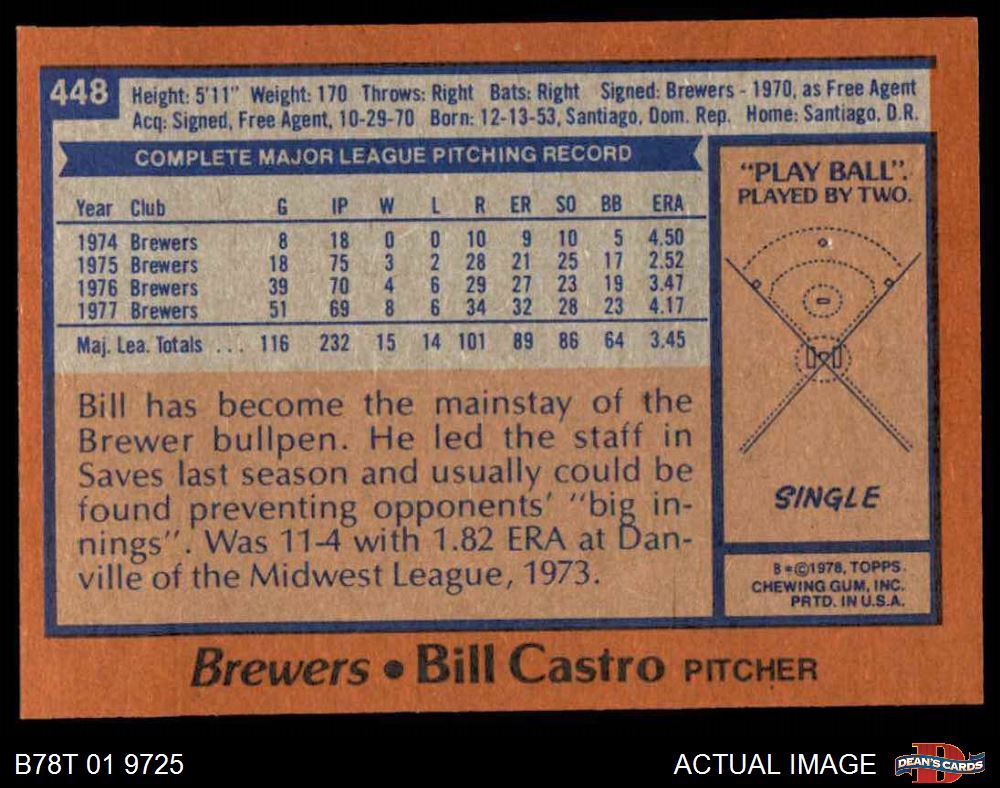 448
Height: 5'11" Weight: 170 Throws: Right Bats: Right Signed: Brewers - 1970, as Free Agent
Acq: Signed, Free Agent, 10-29-70 Born: 12-13-53, Santiago, Dom. Rep. Home: Santiago, D.R.
COMPLETE MAJOR LEAGUE PITCHING RECORD
Year Club G IP W L R ER SO BB ERA
1974 Brewers 8 18 0 0 10 9 10 5 4.50
1975 Brewers 18 75 3 2 28 21 25 17 2.52
1976 Brewers 39 70 4 6 29 27 23 19 3.47
1977 Brewers 51 69 8 6 34 32 28 23 4.17
Maj. Lea. Totals ... 116 232 15 14 101 89 86 64 3.45
Bill has become the mainstay of the
Brewer bullpen. He led the staff in
Saves last season and usually could be
found preventing opponents' "big in-
nings". Was 11-4 with 1.82 ERA at Dan-
ville of the Midwest League, 1973.
"PLAY BALL".
PLAYED BY TWO.
SINGLE
B*©1978, TOPPS
CHEWING GUM, INC.
PRTD. IN U.S.A.
Brewers • Bill Castro PITCHER
B78T 01 9725
ACTUAL IMAGE
D
DEAN'S CARDS